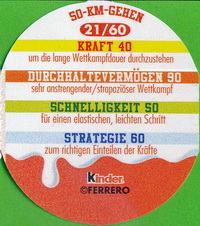 50-KM-GEHEN
21/60
KRAFT 40
um die lange Wettkampfdauer durchzustehen
DURCHHALTEVERMÖGEN 90
sehr anstrengender/strapaziöser Wettkampf
SCHNELLIGKEIT 50
für einen elastischen, leichten Schritt
STRATEGIE 60
zum richtigen Einteilen der Kräfte
Kinder
©FERRERO